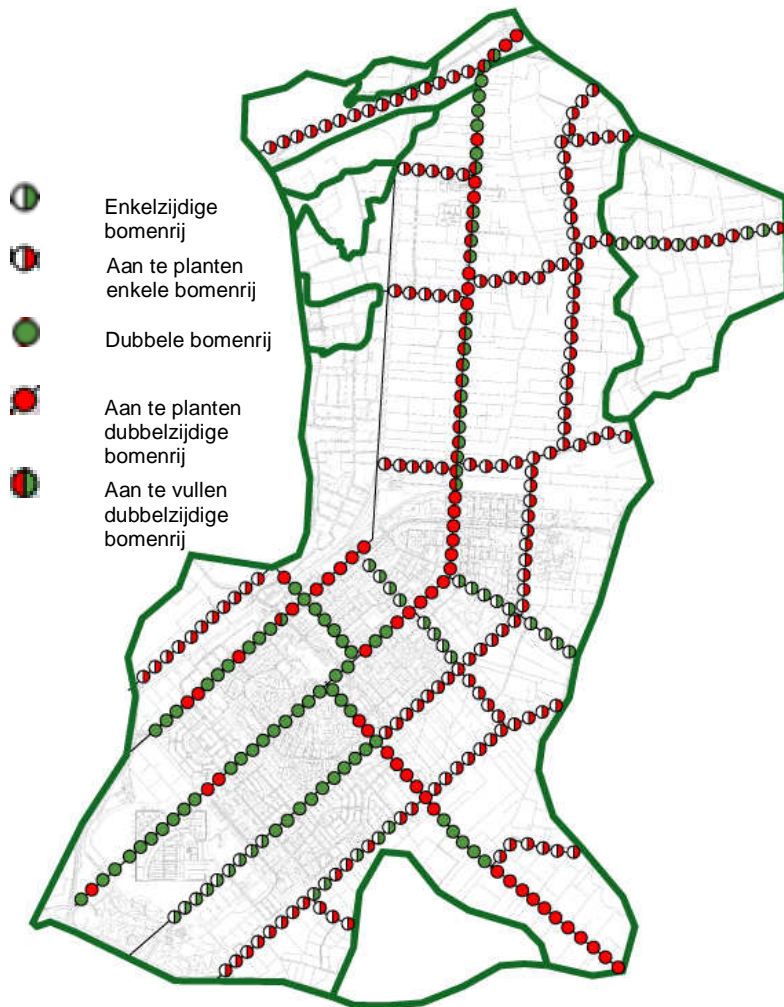 Enkelzijdige
bomenrij
Aan te planten
enkele bomenrij
Dubbele bomenrij
Aan te planten
dubbelzijdige
bomenrij
Aan te vullen
dubbelzijdige
bomenrij